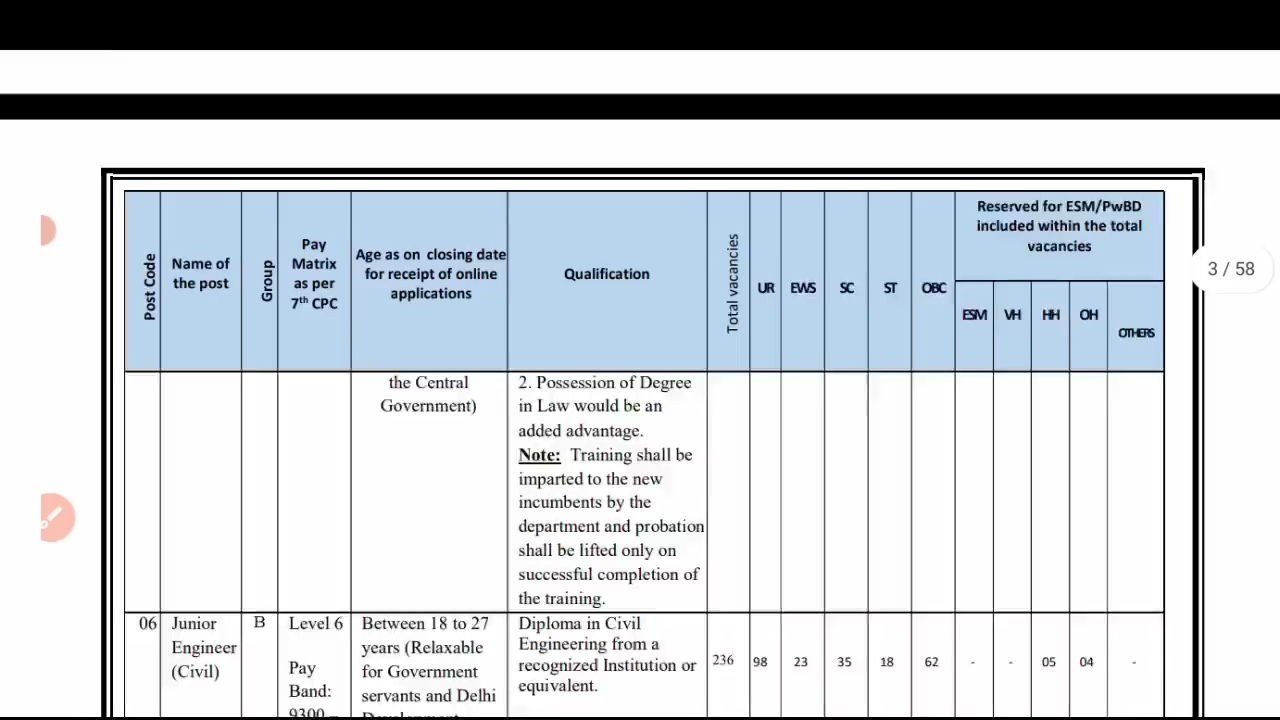 Reserved for ESM/PwBD
included within the total
vacancies
Post Code
Name of
the post
Group
Pay
Matrix
as per
7th CPC
Age as on closing date
for receipt of online
applications
Qualification
Total vacancies
UR
EWS
SC
ST
OBC
ESM
VH
HH
OH
OTHERS
3 / 58
the Central
Government)
2. Possession of Degree
in Law would be an
added advantage.
Note: Training shall be
imparted to the new
incumbents by the
department and probation
shall be lifted only on
successful completion of
the training.
06
Junior
Engineer
(Civil)
B
Level 6
Pay
Band:
9300 –
Between 18 to 27
years (Relaxable
for Government
servants and Delhi
Development
Diploma in Civil
Engineering from a
recognized Institution or
equivalent.
236
98
23
35
18
62
-
-
05
04
-